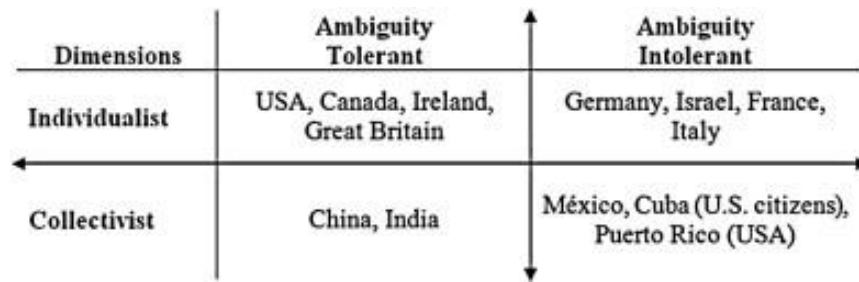 Dimensions
Ambiguity
Tolerant
Ambiguity
Intolerant
Individualist
USA, Canada, Ireland,
Great Britain
Germany, Israel, France,
Italy
Collectivist
China, India
México, Cuba (U.S. citizens),
Puerto Rico (USA)